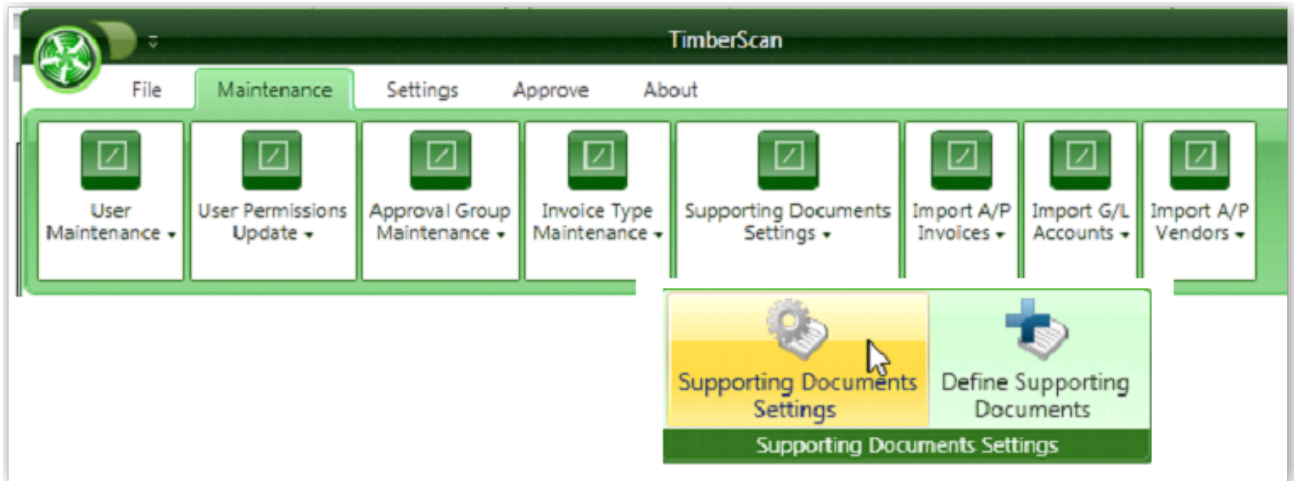 TimberScan
File Maintenance Settings Approve About
User Maintenance
User Permissions Update
Approval Group Maintenance
Invoice Type Maintenance
Supporting Documents Settings
Import A/P Invoices
Import G/L Accounts
Import A/P Vendors
Supporting Documents Settings
Define Supporting Documents
Supporting Documents Settings